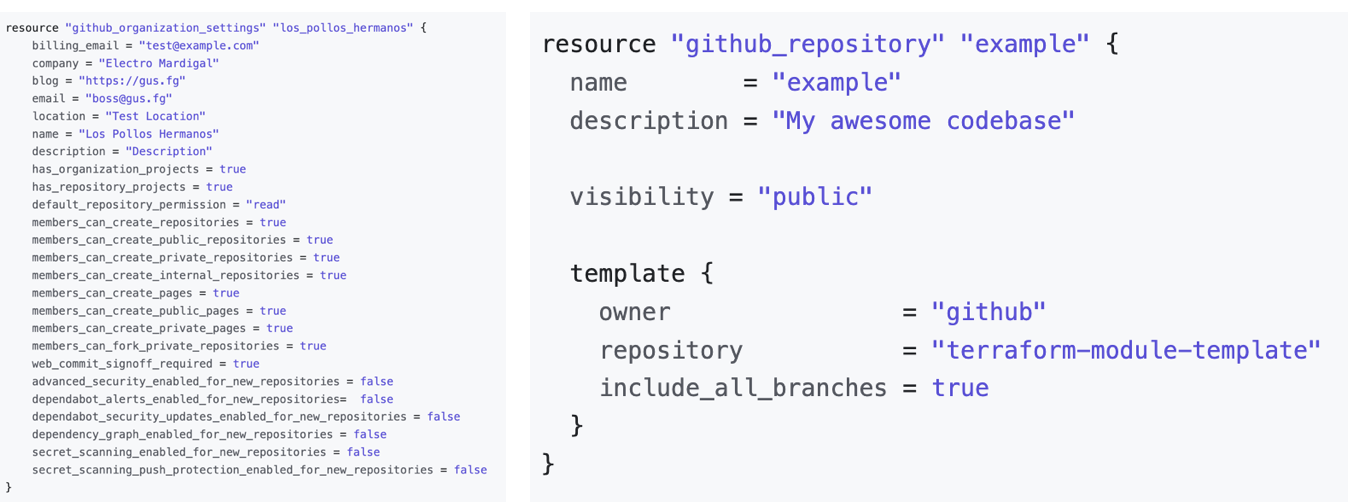 resource "github_organization_settings" "los_pollos_hermanos" {
    billing_email = "test@example.com"
    company = "Electro Mardigal"
    blog = "https://gus.fg"
    email = "boss@gus.fg"
    location = "Test Location"
    name = "Los Pollos Hermanos"
    description = "Description"
    has_organization_projects = true
    has_repository_projects = true
    default_repository_permission = "read"
    members_can_create_repositories = true
    members_can_create_public_repositories = true
    members_can_create_private_repositories = true
    members_can_create_internal_repositories = true
    members_can_create_pages = true
    members_can_create_public_pages = true
    members_can_create_private_pages = true
    members_can_fork_private_repositories = true
    web_commit_signoff_required = true
    advanced_security_enabled_for_new_repositories = false
    dependabot_alerts_enabled_for_new_repositories=  false
    dependabot_security_updates_enabled_for_new_repositories = false
    dependency_graph_enabled_for_new_repositories = false
    secret_scanning_enabled_for_new_repositories = false
    secret_scanning_push_protection_enabled_for_new_repositories = false
}
resource "github_repository" "example" {
  name        = "example"
  description = "My awesome codebase"

  visibility = "public"

  template {
    owner                = "github"
    repository           = "terraform-module-template"
    include_all_branches = true
  }
}